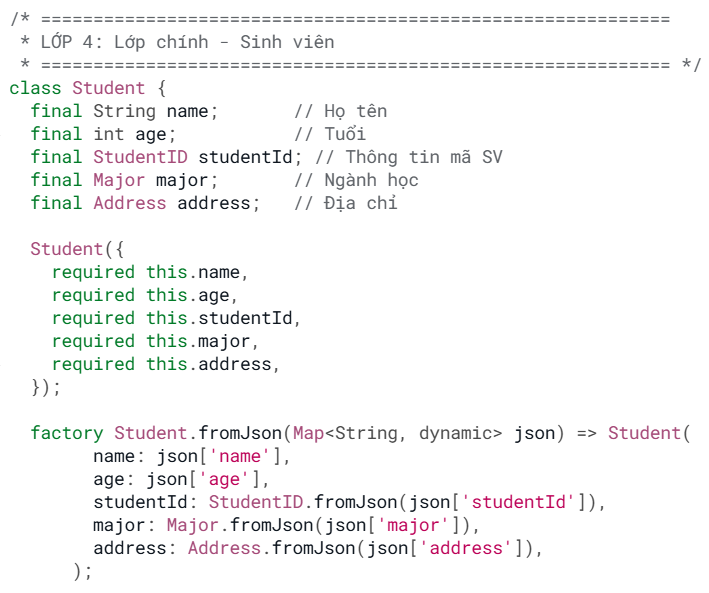 /* ============================================================
 * LỚP 4: Lớp chính - Sinh viên
 * ============================================================ */
class Student {
  final String name;       // Họ tên
  final int age;           // Tuổi
  final StudentID studentId; // Thông tin mã SV
  final Major major;       // Ngành học
  final Address address;   // Địa chỉ

  Student({
    required this.name,
    required this.age,
    required this.studentId,
    required this.major,
    required this.address,
  });

  factory Student.fromJson(Map<String, dynamic> json) => Student(
        name: json['name'],
        age: json['age'],
        studentId: StudentID.fromJson(json['studentId']),
        major: Major.fromJson(json['major']),
        address: Address.fromJson(json['address']),
      );